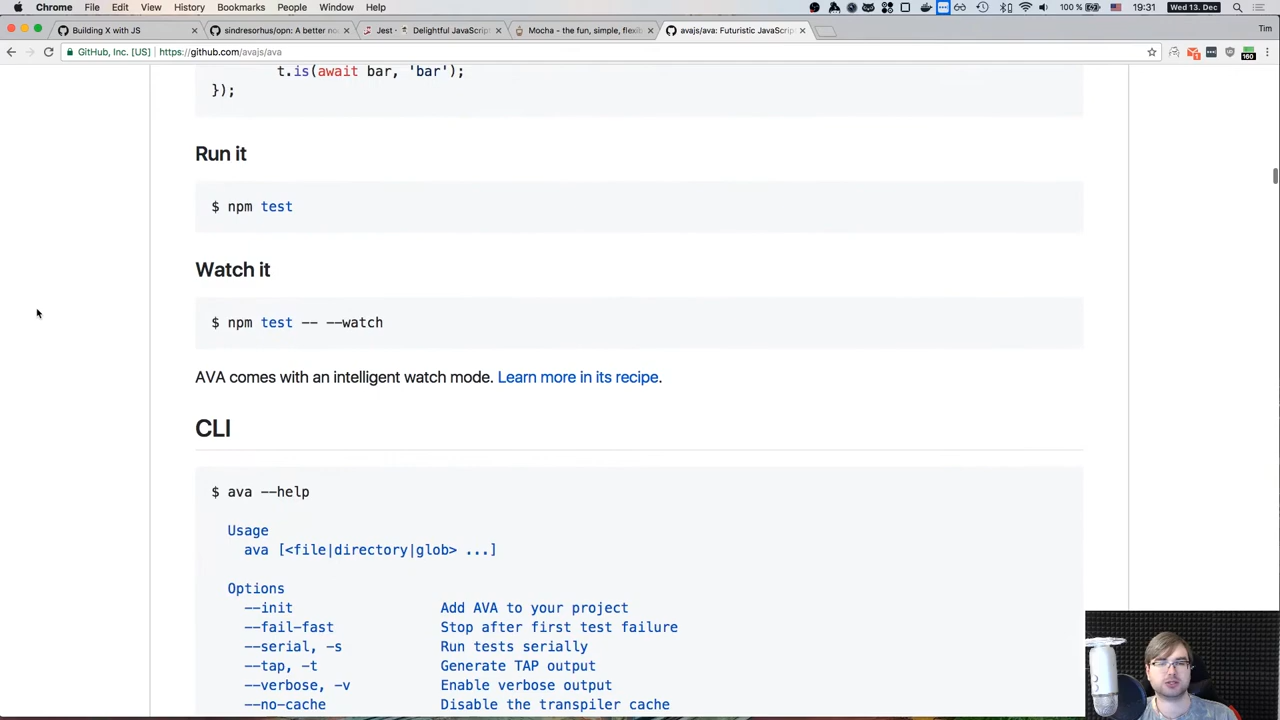 Chrome File Edit View History Bookmarks People Window Help 100 % 19:31 Wed 13. Dec
Building X with JS sindresorhus/opn: A better no Jest · Delightful JavaScript Mocha - the fun, simple, flexib avajs/ava: Futuristic JavaScrip Tim
GitHub, Inc. [US] https://github.com/avajs/ava 160
t.is(await bar, 'bar');
});
Run it
$ npm test
Watch it
$ npm test -- --watch
AVA comes with an intelligent watch mode. Learn more in its recipe.
CLI
$ ava --help
Usage
ava [<file|directory|glob> ...]
Options
--init Add AVA to your project
--fail-fast Stop after first test failure
--serial, -s Run tests serially
--tap, -t Generate TAP output
--verbose, -v Enable verbose output
--no-cache Disable the transpiler cache